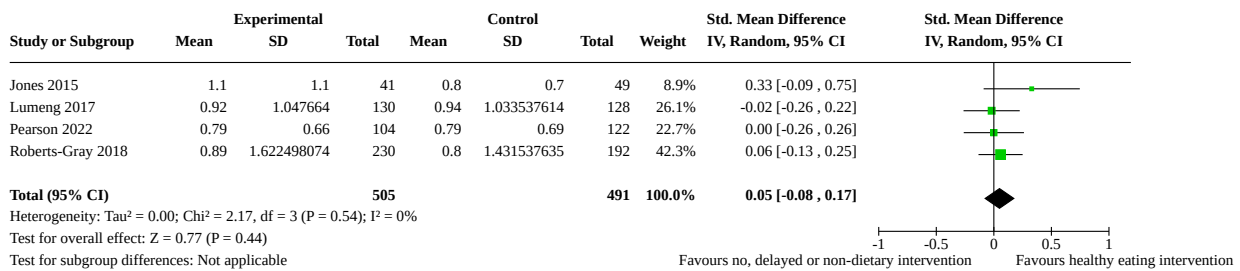 Experimental Control Std. Mean Difference Std. Mean Difference
Study or Subgroup Mean SD Total Mean SD Total Weight IV, Random, 95% CI IV, Random, 95% CI
Jones 2015 1.1 1.1 41 0.8 0.7 49 8.9% 0.33 [-0.09 , 0.75]
Lumeng 2017 0.92 1.047664 130 0.94 1.033537614 128 26.1% -0.02 [-0.26 , 0.22]
Pearson 2022 0.79 0.66 104 0.79 0.69 122 22.7% 0.00 [-0.26 , 0.26]
Roberts-Gray 2018 0.89 1.622498074 230 0.8 1.431537635 192 42.3% 0.06 [-0.13 , 0.25]
Total (95% CI) 505 491 100.0% 0.05 [-0.08 , 0.17]
Heterogeneity: Tau² = 0.00; Chi² = 2.17, df = 3 (P = 0.54); I² = 0%
Test for overall effect: Z = 0.77 (P = 0.44) -1 -0.5 0 0.5 1
Test for subgroup differences: Not applicable Favours no, delayed or non-dietary intervention Favours healthy eating intervention